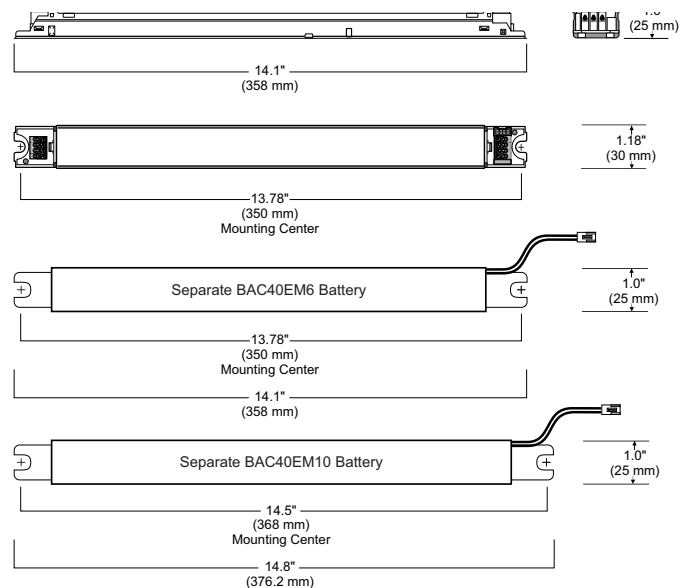 (25 mm)
14.1"
(358 mm)
1.18"
(30 mm)
13.78"
(350 mm)
Mounting Center
Separate BAC40EM6 Battery
1.0"
(25 mm)
13.78"
(350 mm)
Mounting Center
14.1"
(358 mm)
Separate BAC40EM10 Battery
1.0"
(25 mm)
14.5"
(368 mm)
Mounting Center
14.8"
(376.2 mm)